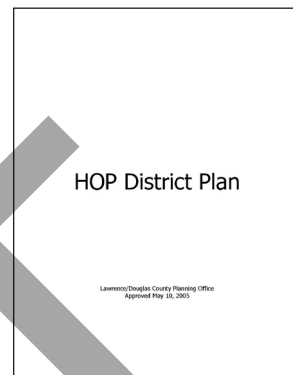 HOP District Plan
Lawrence/Douglas County Planning Office
Approved May 10, 2005